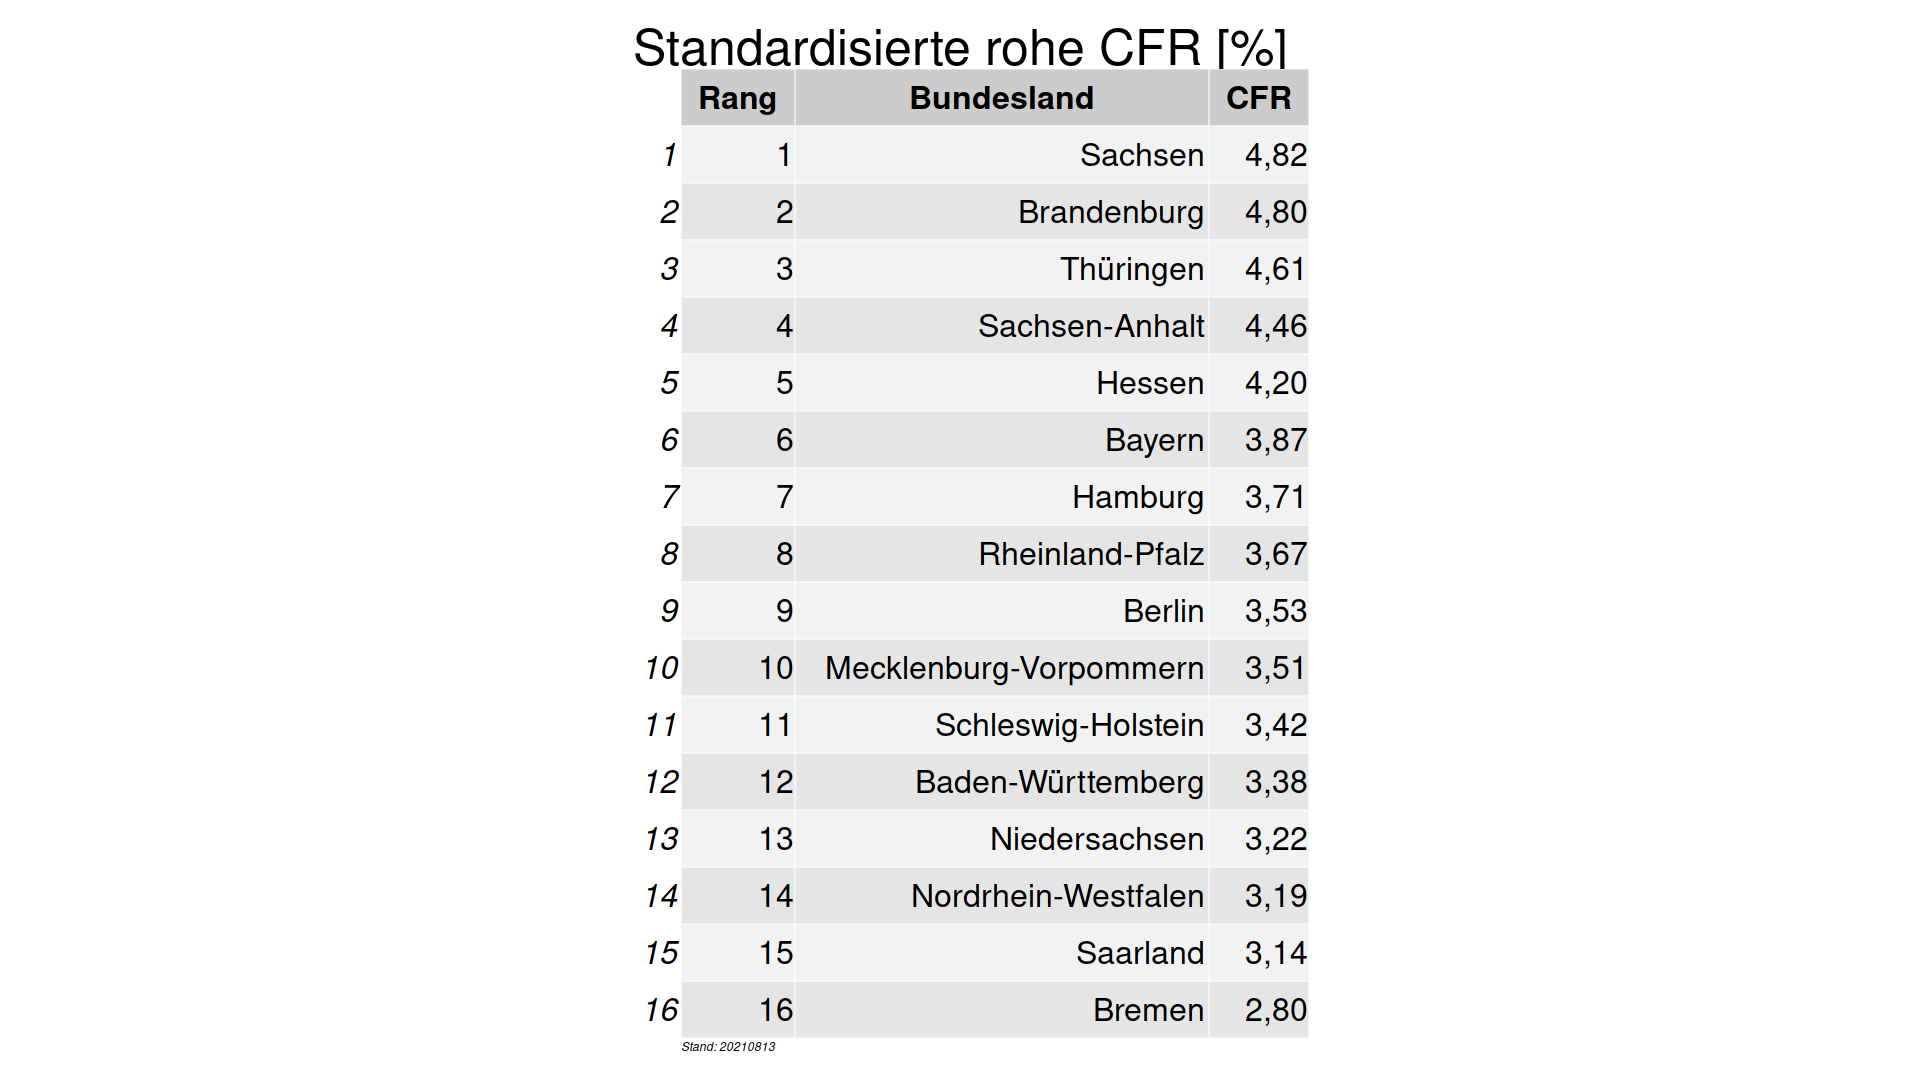 Standardisierte rohe CFR [%]
Rang Bundesland CFR
1 1 Sachsen 4,82
2 2 Brandenburg 4,80
3 3 Thüringen 4,61
4 4 Sachsen-Anhalt 4,46
5 5 Hessen 4,20
6 6 Bayern 3,87
7 7 Hamburg 3,71
8 8 Rheinland-Pfalz 3,67
9 9 Berlin 3,53
10 10 Mecklenburg-Vorpommern 3,51
11 11 Schleswig-Holstein 3,42
12 12 Baden-Württemberg 3,38
13 13 Niedersachsen 3,22
14 14 Nordrhein-Westfalen 3,19
15 15 Saarland 3,14
16 16 Bremen 2,80
Stand: 20210813